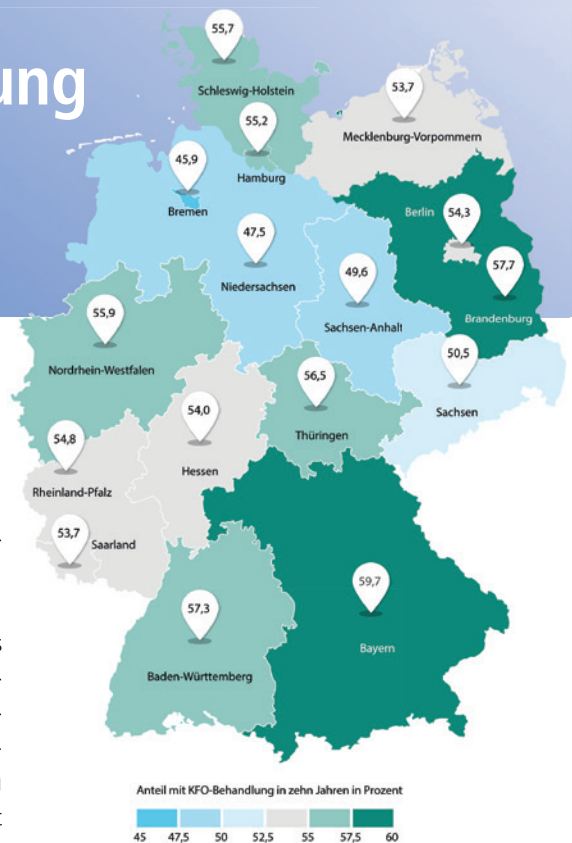 ung
55,7
Schleswig-Holstein
53,7
Mecklenburg-Vorpommern
55,2
Hamburg
45,9
Bremen
Berlin
54,3
47,5
Niedersachsen
49,6
Sachsen-Anhalt
57,7
Brandenburg
55,9
Nordrhein-Westfalen
50,5
Sachsen
56,5
Thüringen
54,0
Hessen
54,8
Rheinland-Pfalz
53,7
Saarland
59,7
Bayern
57,3
Baden-Württemberg
Anteil mit KFO-Behandlung in zehn Jahren in Prozent
45 47,5 50 52,5 55 57,5 60